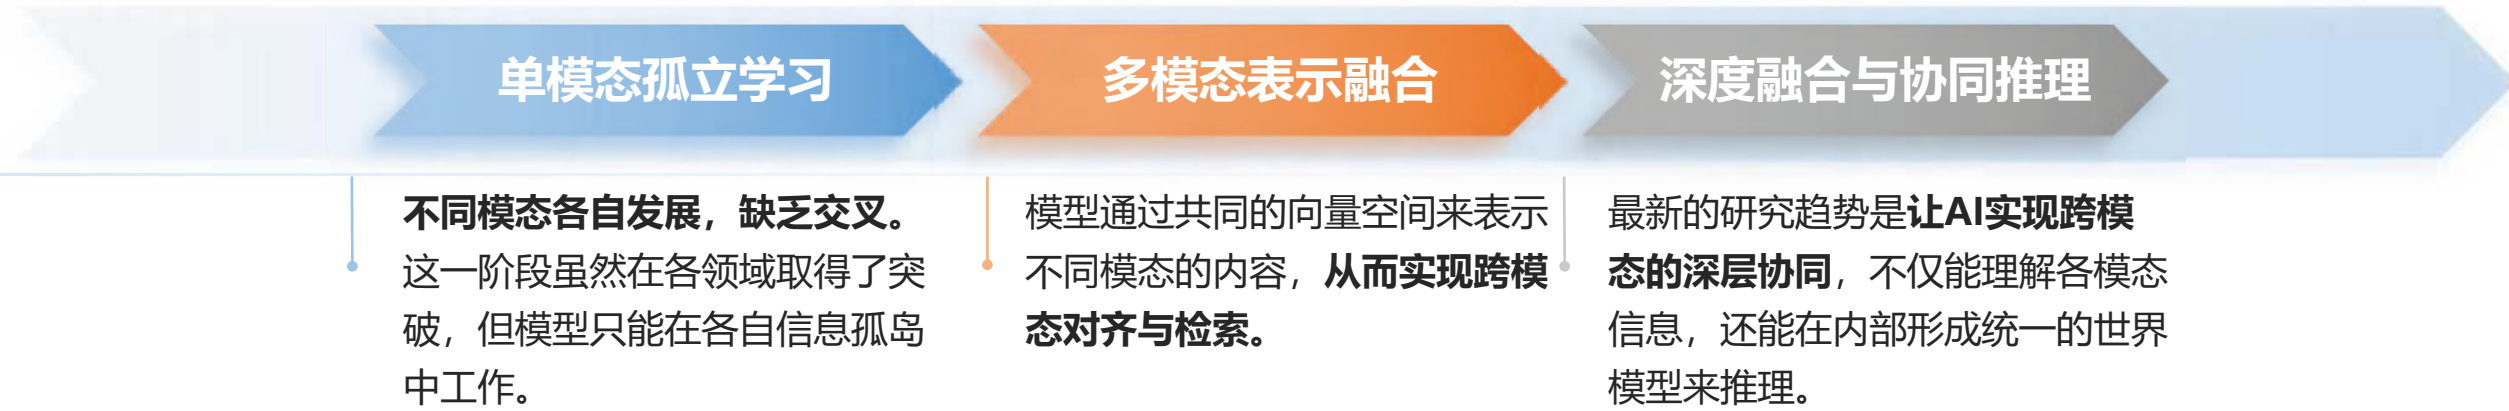 单模态孤立学习
多模态表示融合
深度融合与协同推理
不同模态各自发展，缺乏交叉。
这一阶段虽然在各领域取得了突
破，但模型只能在各自信息孤岛
中工作。
模型通过共同的向量空间来表示
不同模态的内容，从而实现跨模
态对齐与检索。
最新的研究趋势是让AI实现跨模
态的深层协同，不仅能理解各模态
信息，还能在内部形成统一的世界
模型来推理。